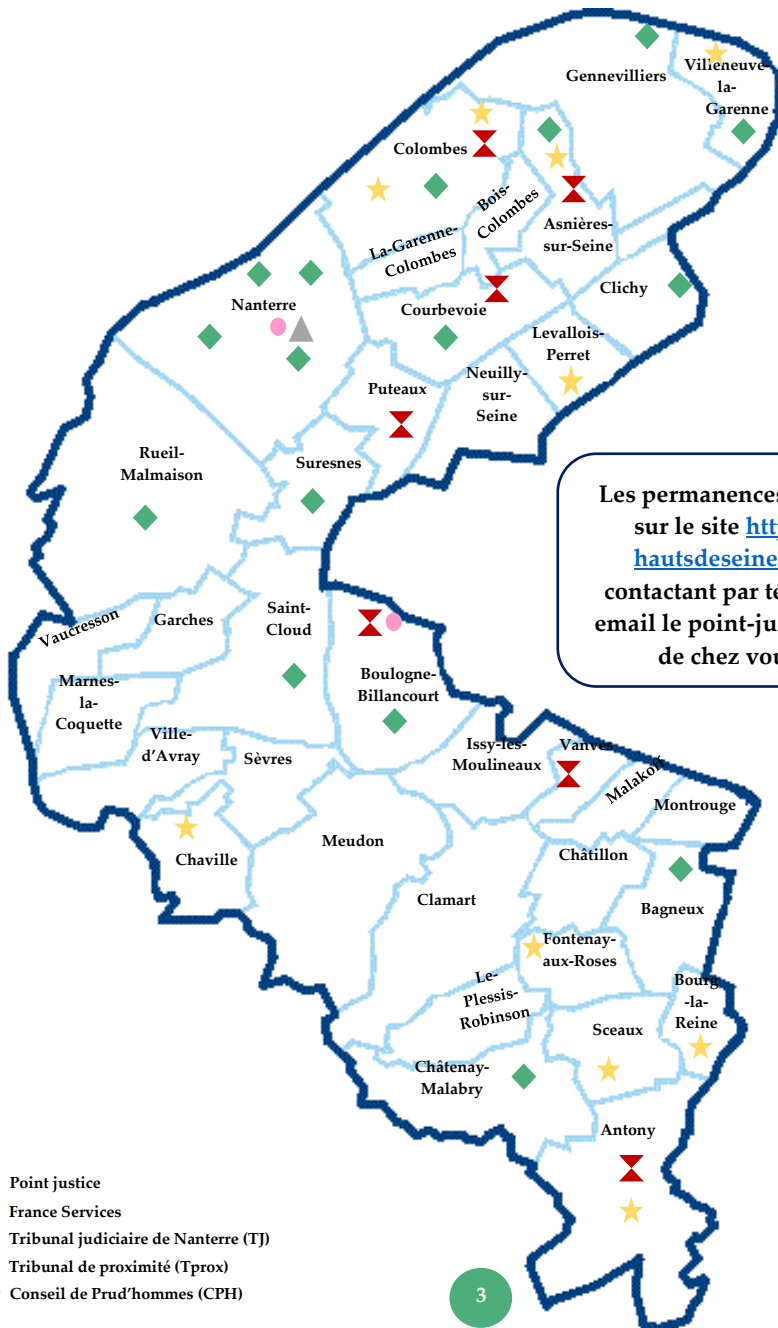 Gennevilliers
Villeneuve-
la-
Garenne
Colombes
Bois-
Colombes
La-Garenne-
Colombes
Asnières-
sur-Seine
Nanterre
Courbevoie
Clichy
Levallois-
Perret
Puteaux
Neuilly-
sur-
Seine
Rueil-
Malmaison
Suresnes
Les permanences
sur le site http
hautsdeseine
contactant par té
email le point-ju
de chez vou
Vaucresson
Garches
Saint-
Cloud
Marnes-
la-
Coquette
Boulogne-
Billancourt
Ville-
d'Avray
Sèvres
Issy-les-
Moulineaux
Vanves
Malakoff
Montrouge
Chaville
Meudon
Châtillon
Clamart
Bagneux
Fontenay-
aux-Roses
Le-
Plessis-
Robinson
Bourg
-la-
Reine
Sceaux
Châtenay-
Malabry
Antony
Point justice
France Services
Tribunal judiciaire de Nanterre (TJ)
Tribunal de proximité (Tprox)
Conseil de Prud'hommes (CPH)
3